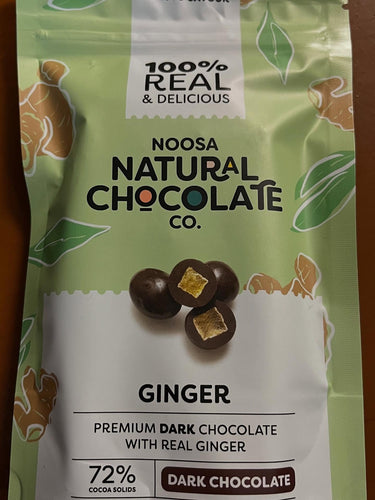 100%
REAL
& DELICIOUS
NOOSA
NATURAL
CHOCOLATE
CO.
GINGER
PREMIUM DARK CHOCOLATE
WITH REAL GINGER
72%
COCOA SOLIDS
DARK CHOCOLATE